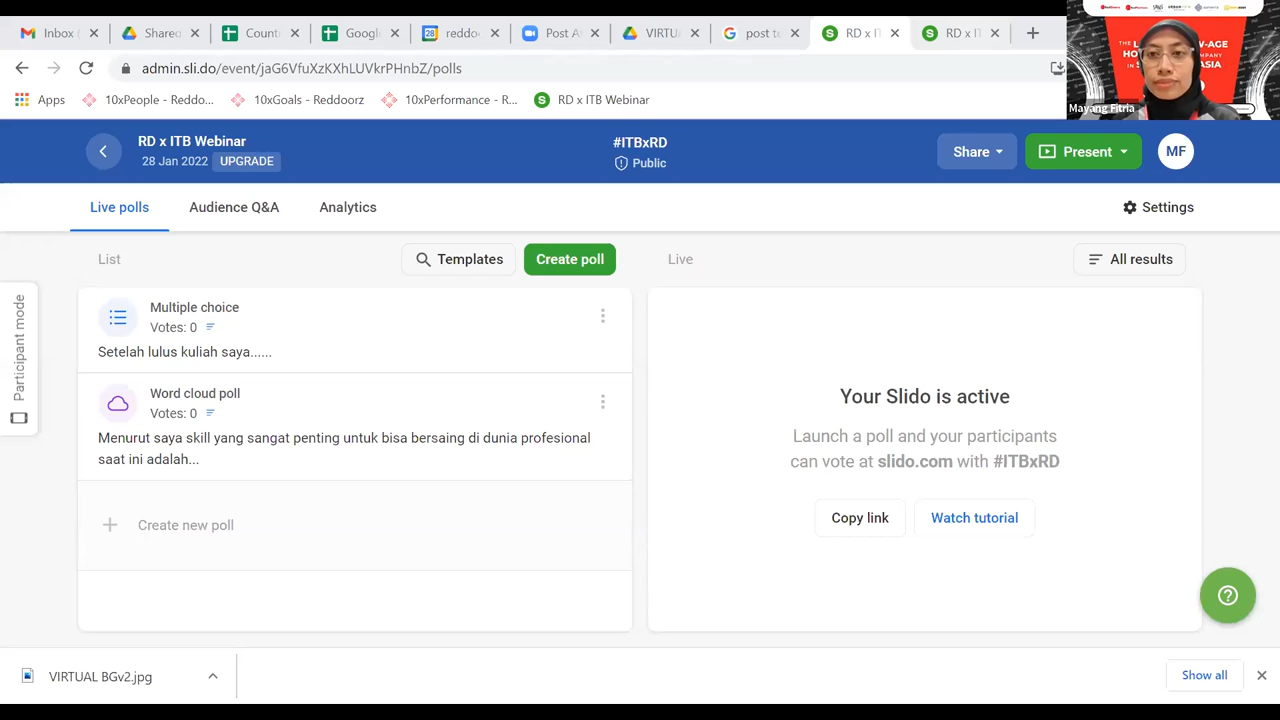 Inbox (
Shared
Count
Googl
28
reddo
Post A
VIRTU
post t
RD x I
RD x I
admin.sli.do/event/jaG6VfuXzKXhLUVkrPHnbZ/polls
Apps
10xPeople - Reddo...
10xGoals - Reddoorz
10xPerformance - R...
RD x ITB Webinar
THE
IN
ASIA
Mayang Fitria
RD x ITB Webinar
28 Jan 2022 UPGRADE
#ITBxRD
Public
Share
Present
MF
Live polls
Audience Q&A
Analytics
Settings
List
Templates
Create poll
Live
All results
Participant mode
Multiple choice
Votes: 0
Setelah lulus kuliah saya......
Word cloud poll
Votes: 0
Menurut saya skill yang sangat penting untuk bisa bersaing di dunia profesional
saat ini adalah...
Create new poll
Your Slido is active
Launch a poll and your participants
can vote at slido.com with #ITBxRD
Copy link
Watch tutorial
VIRTUAL BGv2.jpg
Show all